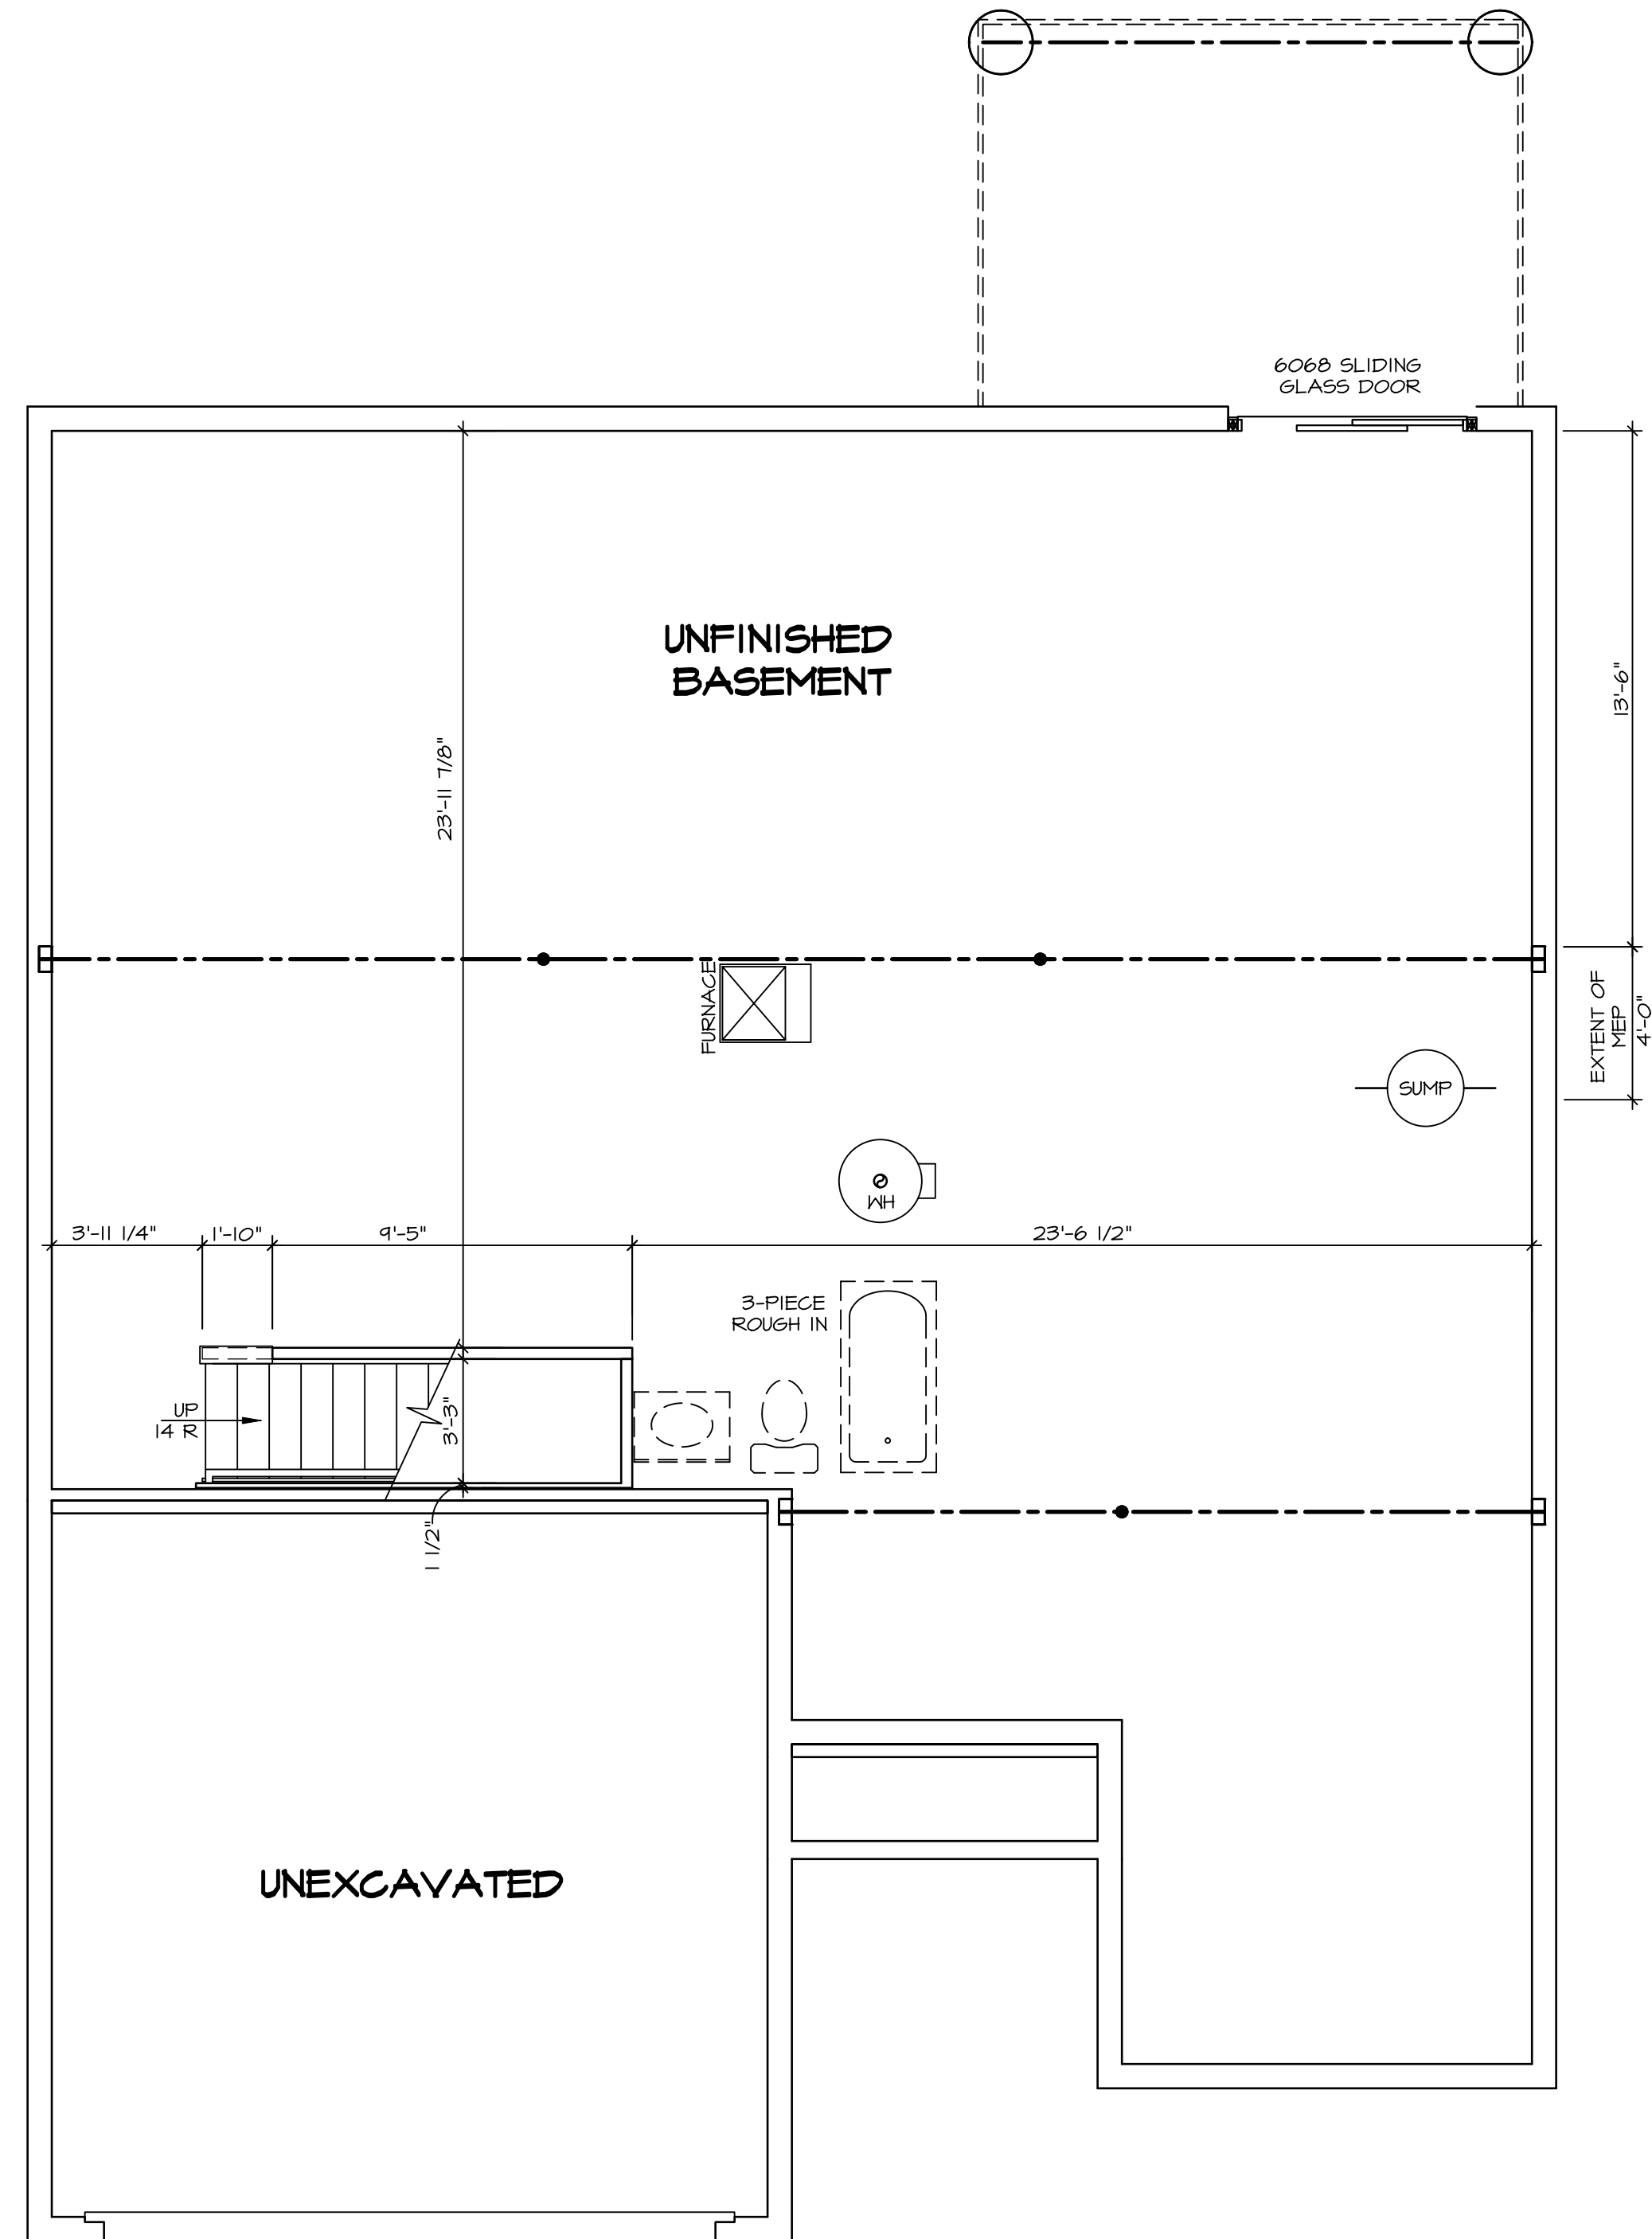 6068 SLIDING
GLASS DOOR
UNFINISHED
BASEMENT
13'-6"
23'-11 7/8"
FURNACE
EXTENT OF
MEP
4'-0"
SUMP
WH
3'-11 1/4"
1'-10"
9'-5"
23'-6 1/2"
3-PIECE
ROUGH IN
UP
14 R
3'-3"
1 1/2"
UNEXCAVATED